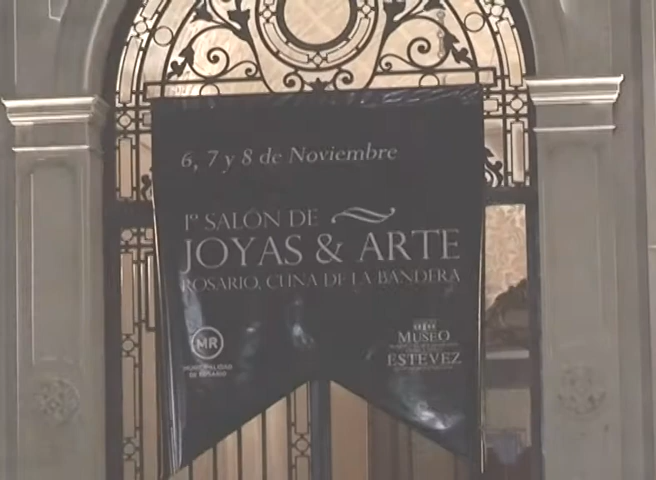 6, 7 y 8 de Noviembre
1º SALÓN DE
JOYAS & ARTE
ROSARIO, CUNA DE LA BANDERA
MR
MUNICIPALIDAD
DE ROSARIO
MUSEO
ESTÉVEZ